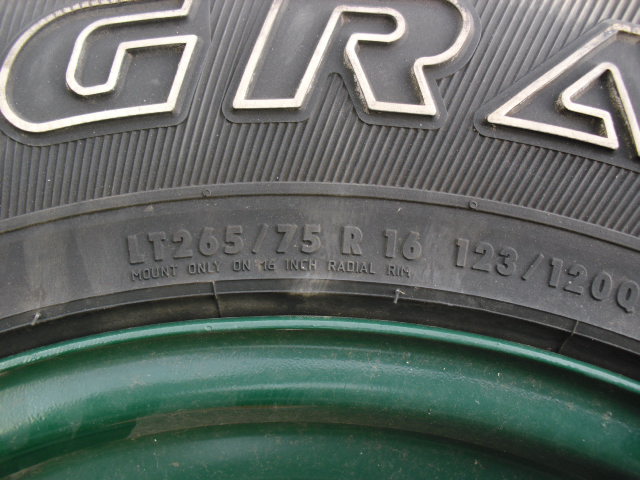 GRA
LT265/75 R 16 123/120Q
MOUNT ONLY ON 16 INCH RADIAL RIM